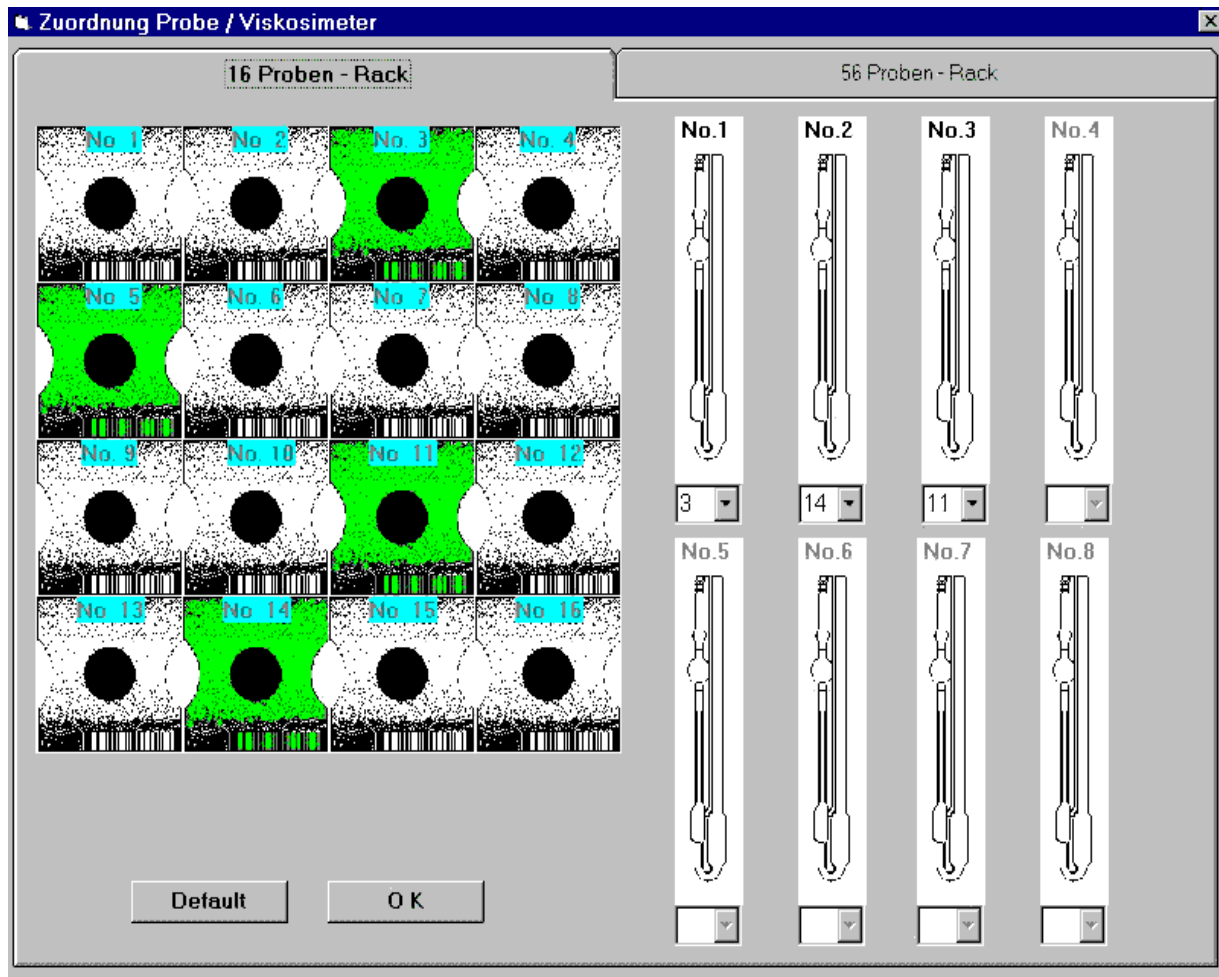 Zuordnung Probe / Viskosimeter
16 Proben - Rack
56 Proben - Rack
No 1
No 2
No. 3
No. 4
No 5
No. 6
No 7
No 8
No. 9
No. 10
No 11
No 12
No 13
No 14
No 15
No 16
No.1
No.2
No.3
No.4
3
14
11
No.5
No.6
No.7
No.8
Default
O K